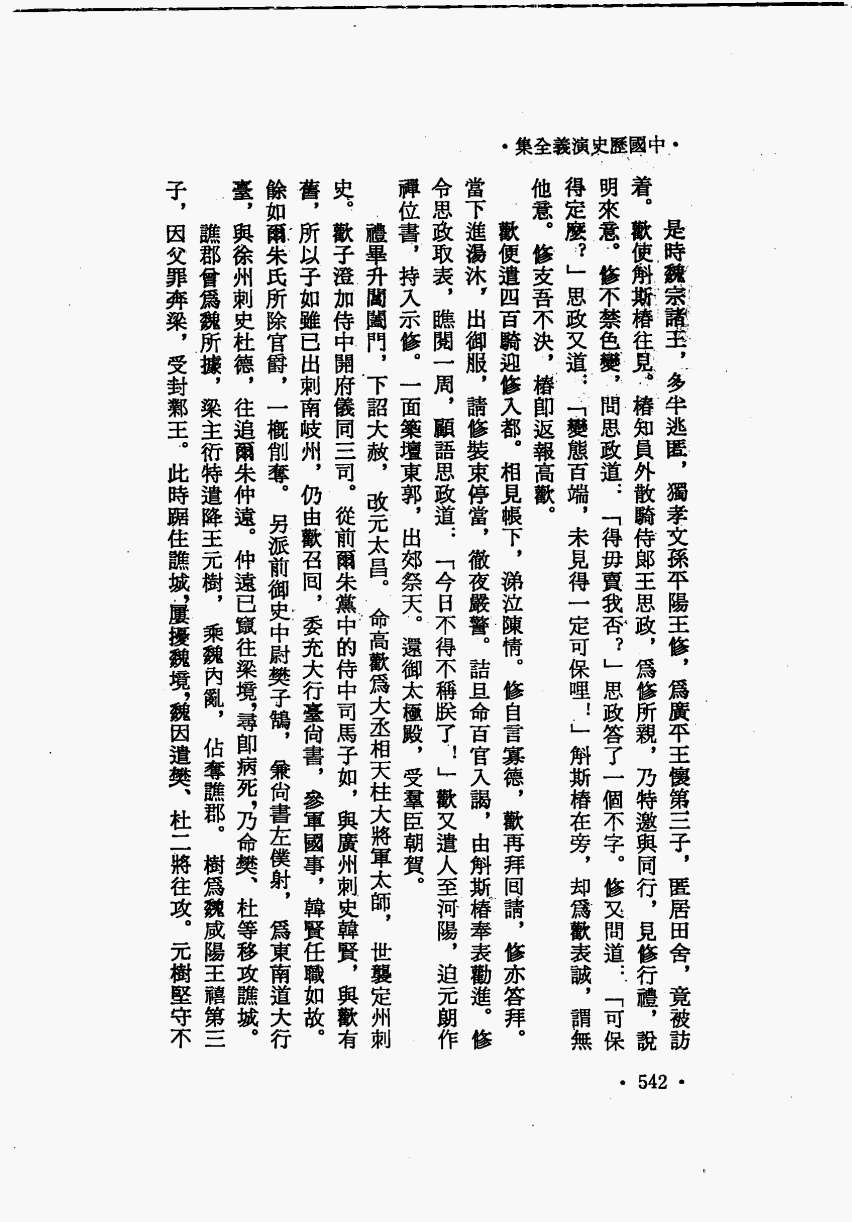 ·中國歷史演義全集·
是時魏宗諸王，多半逃匿，獨孝文孫平陽王修，爲廣平王懷第三子，匿居田舍，竟被訪
着。歡使斛斯椿往見。椿知員外散騎侍郎王思政，爲修所親，乃特邀與同行，見修行禮，說
明來意。修不禁色變，問思政道：「得毋賣我否？」思政答了一個不字。修又問道：「可保
得定麼？」思政又道：「變態百端，未見得一定可保哩！」斛斯椿在旁，却爲歡表誠，謂無
他意。修支吾不決，椿卽返報高歡。
歡便遣四百騎迎修入都。相見帳下，涕泣陳情。修自言寡德，歡再拜囘請，修亦答拜。
當下進湯沐，出御服，請修裝束停當，徹夜嚴警。詰旦命百官入謁，由斛斯椿奉表勸進。修
令思政取表，瞧閱一周，顧語思政道：「今日不得不稱朕了！」歡又遣人至河陽，迫元朗作
禪位書，持入示修。一面築壇東郭，出郊祭天。還御太極殿，受羣臣朝賀。
禮畢升閶闔門，下詔大赦，改元太昌。命高歡爲大丞相天柱大將軍太師，世襲定州刺
史。歡子澄加侍中開府儀同三司。從前爾朱黨中的侍中司馬子如，與廣州刺史韓賢，與歡有
舊，所以子如雖已出刺南岐州，仍由歡召囘，委充大行臺尙書，參軍國事，韓賢任職如故。
餘如爾朱氏所除官爵，一概削奪。另派前御史中尉樊子鵠，兼尙書左僕射，爲東南道大行
臺，與徐州刺史杜德，往追爾朱仲遠。仲遠已竄往梁境，尋卽病死，乃命樊、杜等移攻譙城。
譙郡曾爲魏所據，梁主衍特遣降王元樹，乘魏內亂，佔奪譙郡。樹爲魏咸陽王禧第三
子，因父罪奔梁，受封鄴王。此時踞住譙城，屢擾魏境，魏因遣樊、杜二將往攻。元樹堅守不
·542·